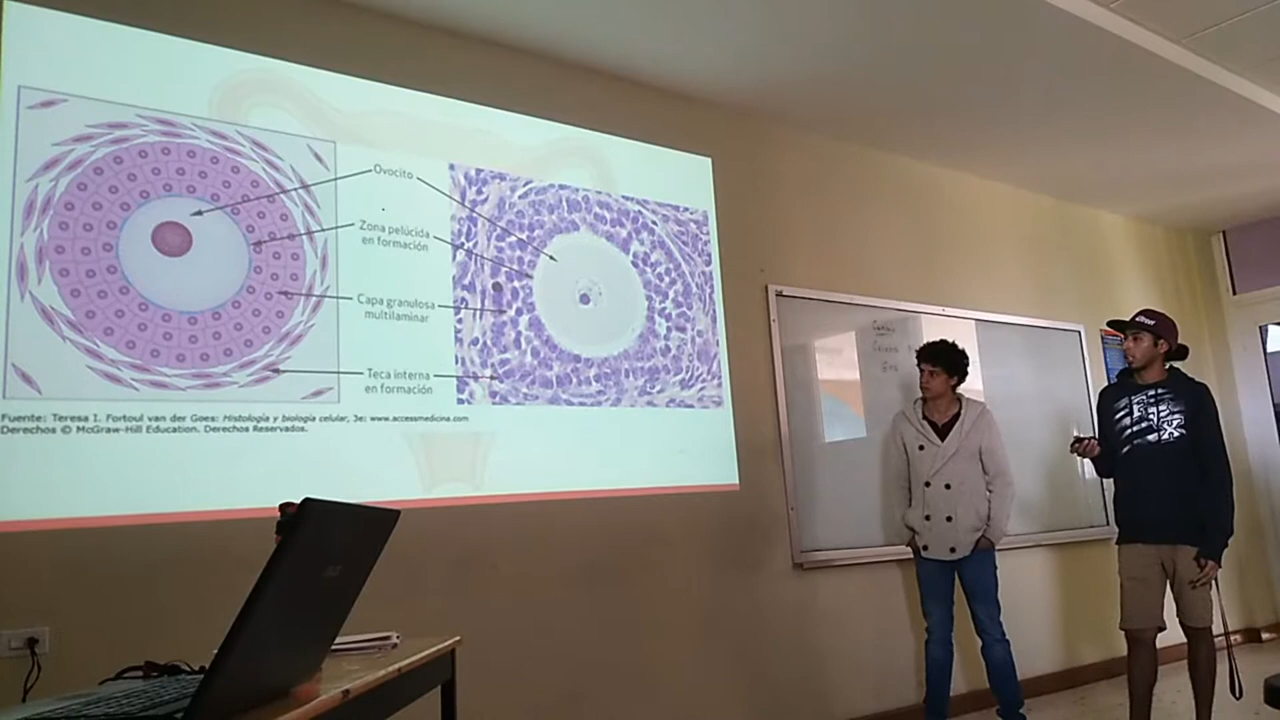 Ovocito
Zona pelúcida
en formación
Capa granulosa
multilaminar
Teca interna
en formación
Fuente: Teresa I. Fortoul van der Goes: Histología y biología celular, 3e: www.accessmedicina.com
Derechos © McGraw-Hill Education. Derechos Reservados.